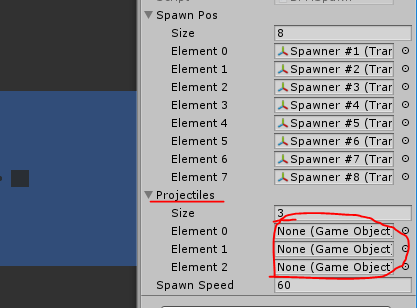 Spawn Pos
Size 8
Element 0 Spawner #1 (Tran
Element 1 Spawner #2 (Tran
Element 2 Spawner #3 (Tran
Element 3 Spawner #4 (Tran
Element 4 Spawner #5 (Tran
Element 5 Spawner #6 (Tran
Element 6 Spawner #7 (Tran
Element 7 Spawner #8 (Tran
Projectiles
Size 3
Element 0 None (Game Object
Element 1 None (Game Object
Element 2 None (Game Object
Spawn Speed 60